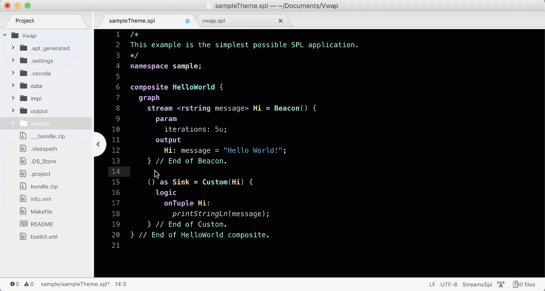 sampleTheme.spl — ~/Documents/Vwap
Project
sampleTheme.spl
vwap.spl
Vwap
.apt_generated
.settings
.vscode
data
impl
output
sample
__bundle.zip
.classpath
.DS_Store
.project
bundle.zip
info.xml
Makefile
README
toolkit.xml
1 /*
2 This example is the simplest possible SPL application.
3 */
4 namespace sample;
5
6 composite HelloWorld {
7 graph
8 stream <rstring message> Hi = Beacon() {
9 param
10 iterations: 5u;
11 output
12 Hi: message = "Hello World!";
13 } // End of Beacon.
14
15 () as Sink = Custom(Hi) {
16 logic
17 onTuple Hi:
18 printStringLn(message);
19 } // End of Custom.
20 } // End of HelloWorld composite.
21
0 0 sample/sampleTheme.spl* 14:3 LF UTF-8 StreamsSpl 0 files